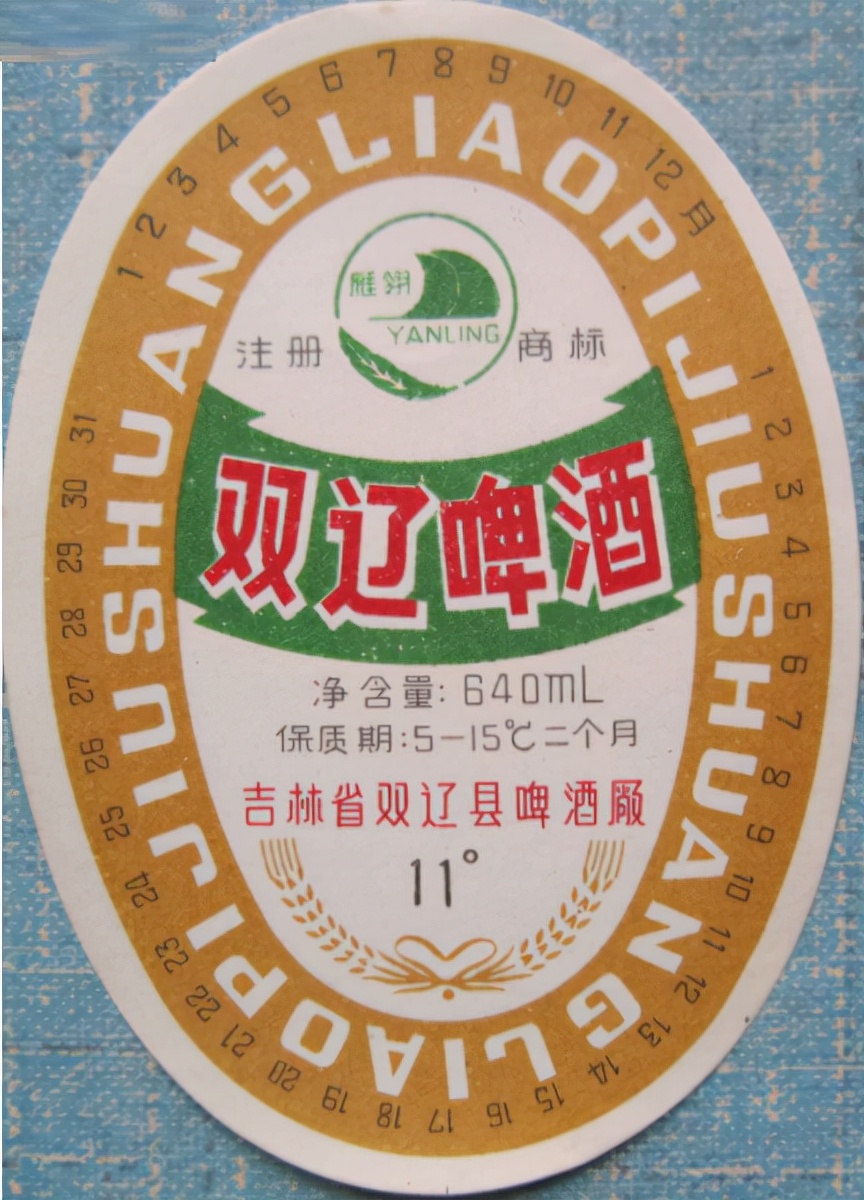 1 2 3 4 5 6 7 8 9 10 11 12 月
SHUANGLIAOPIJIU
SHUANGLIAOPIJIU
1 2 3 4 5 6 7 8 9 10 11 12 13 14 15 16 17 18 19 20 21 22 23 24 25 26 27 28 29 30 31
雁翎
YANLING
注册 商标
双辽啤酒
净含量:640mL
保质期:5-15℃二个月
吉林省双辽县啤酒厰
11°